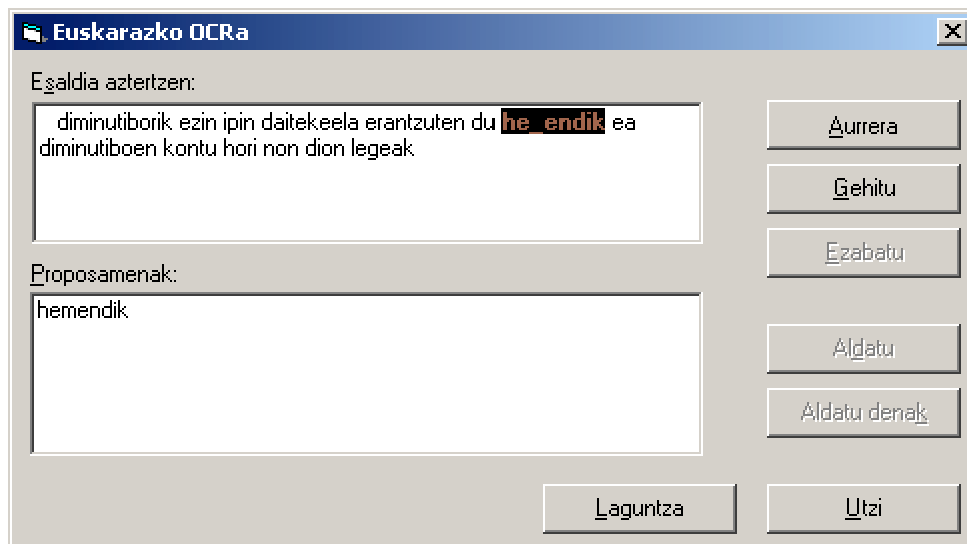 Euskarazko OCRa
Esaldia aztertzen:
diminutiborik ezin ipin daitekeela erantzuten du he_endik ea
diminutiboen kontu hori non dion legeak
Aurrera
Gehitu
Ezabatu
Proposamenak:
hemendik
Aldatu
Aldatu denak
Laguntza
Utzi